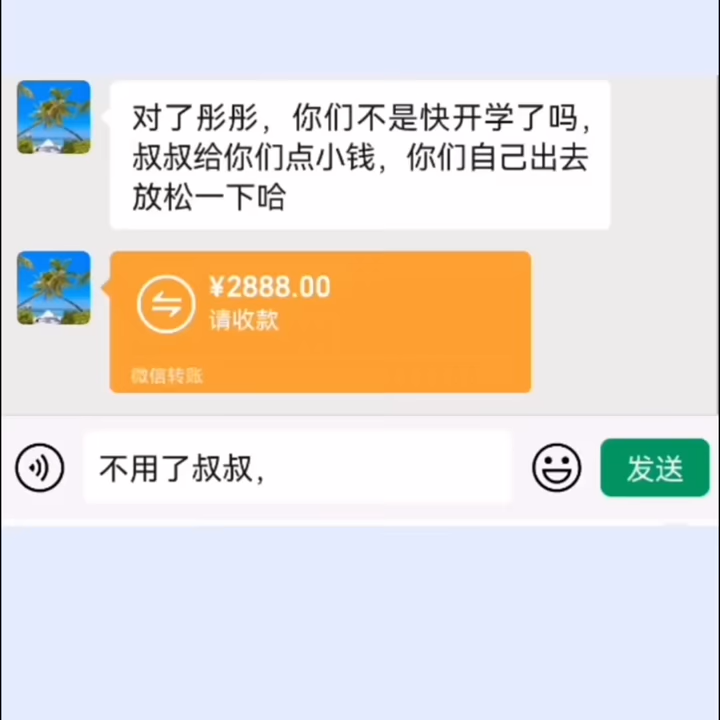 对了彤彤，你们不是快开学了吗，
叔叔给你们点小钱，你们自己出去
放松一下哈
¥2888.00
请收款
微信转账
不用了叔叔，
发送